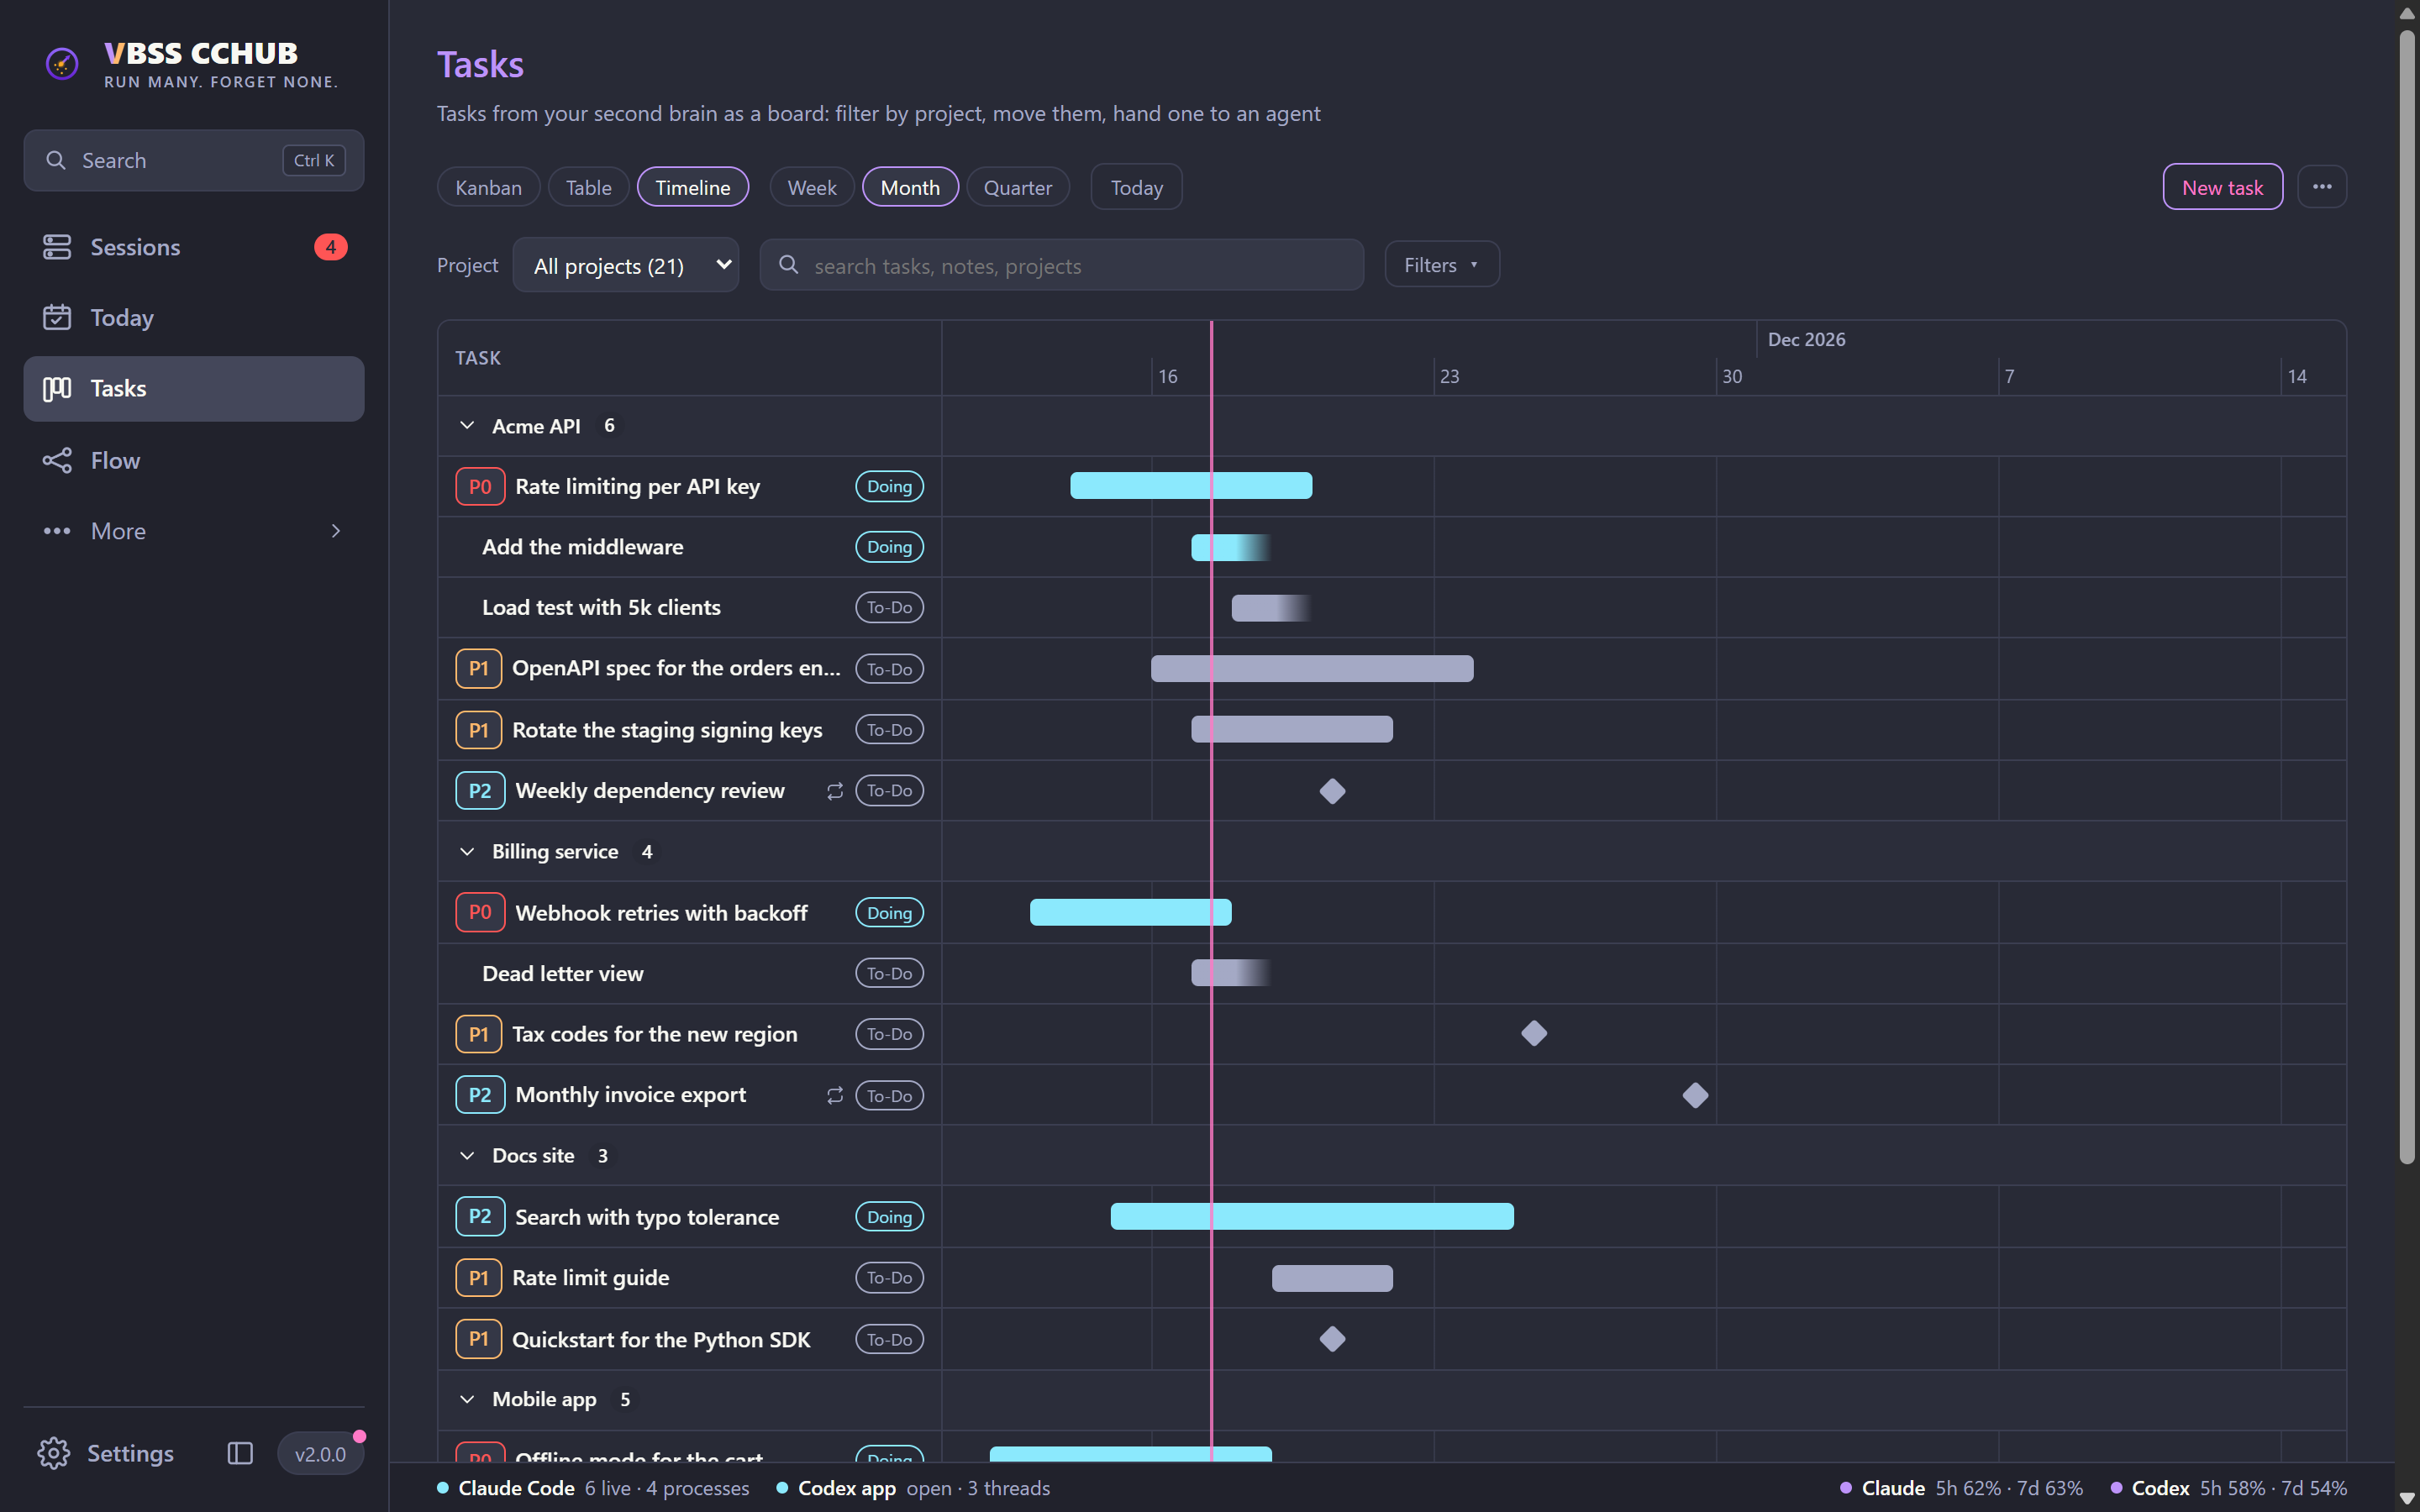 VBSS CCHUB
RUN MANY. FORGET NONE.
Search Ctrl K
Sessions 4
Today
Tasks
Flow
More
Settings v2.0.0
Tasks
Tasks from your second brain as a board: filter by project, move them, hand one to an agent
Kanban Table Timeline Week Month Quarter Today New task
Project All projects (21) search tasks, notes, projects Filters
TASK
Dec 2026
16 23 30 7 14
Acme API 6
P0 Rate limiting per API key Doing
Add the middleware Doing
Load test with 5k clients To-Do
P1 OpenAPI spec for the orders en... To-Do
P1 Rotate the staging signing keys To-Do
P2 Weekly dependency review To-Do
Billing service 4
P0 Webhook retries with backoff Doing
Dead letter view To-Do
P1 Tax codes for the new region To-Do
P2 Monthly invoice export To-Do
Docs site 3
P2 Search with typo tolerance Doing
P1 Rate limit guide To-Do
P1 Quickstart for the Python SDK To-Do
Mobile app 5
P0 Offline mode for the cart Doing
Claude Code 6 live · 4 processes Codex app open · 3 threads Claude 5h 62% · 7d 63% Codex 5h 58% · 7d 54%